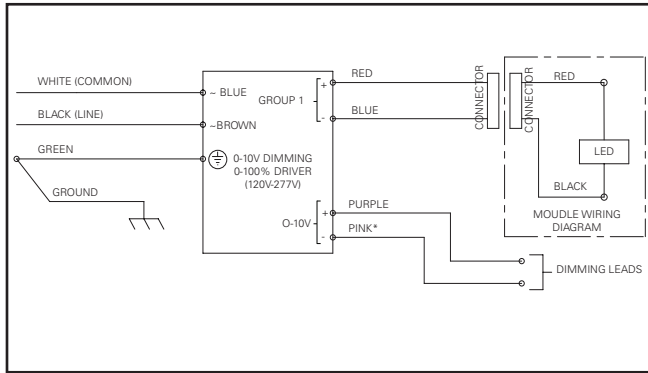 WHITE (COMMON)
BLACK (LINE)
GREEN
GROUND
~ BLUE
~BROWN
GROUP 1
+
-
0-10V DIMMING
0-100% DRIVER
(120V-277V)
O-10V
+
-
RED
BLUE
PURPLE
PINK*
CONNECTOR
CONNECTOR
RED
LED
BLACK
MOUDLE WIRING
DIAGRAM
DIMMING LEADS